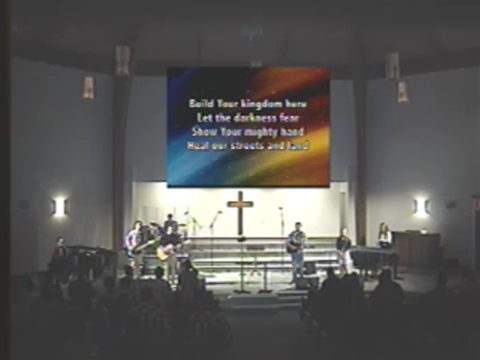 Build Your kingdom here
Let the darkness fear
Show Your mighty hand
Heal our streets and land